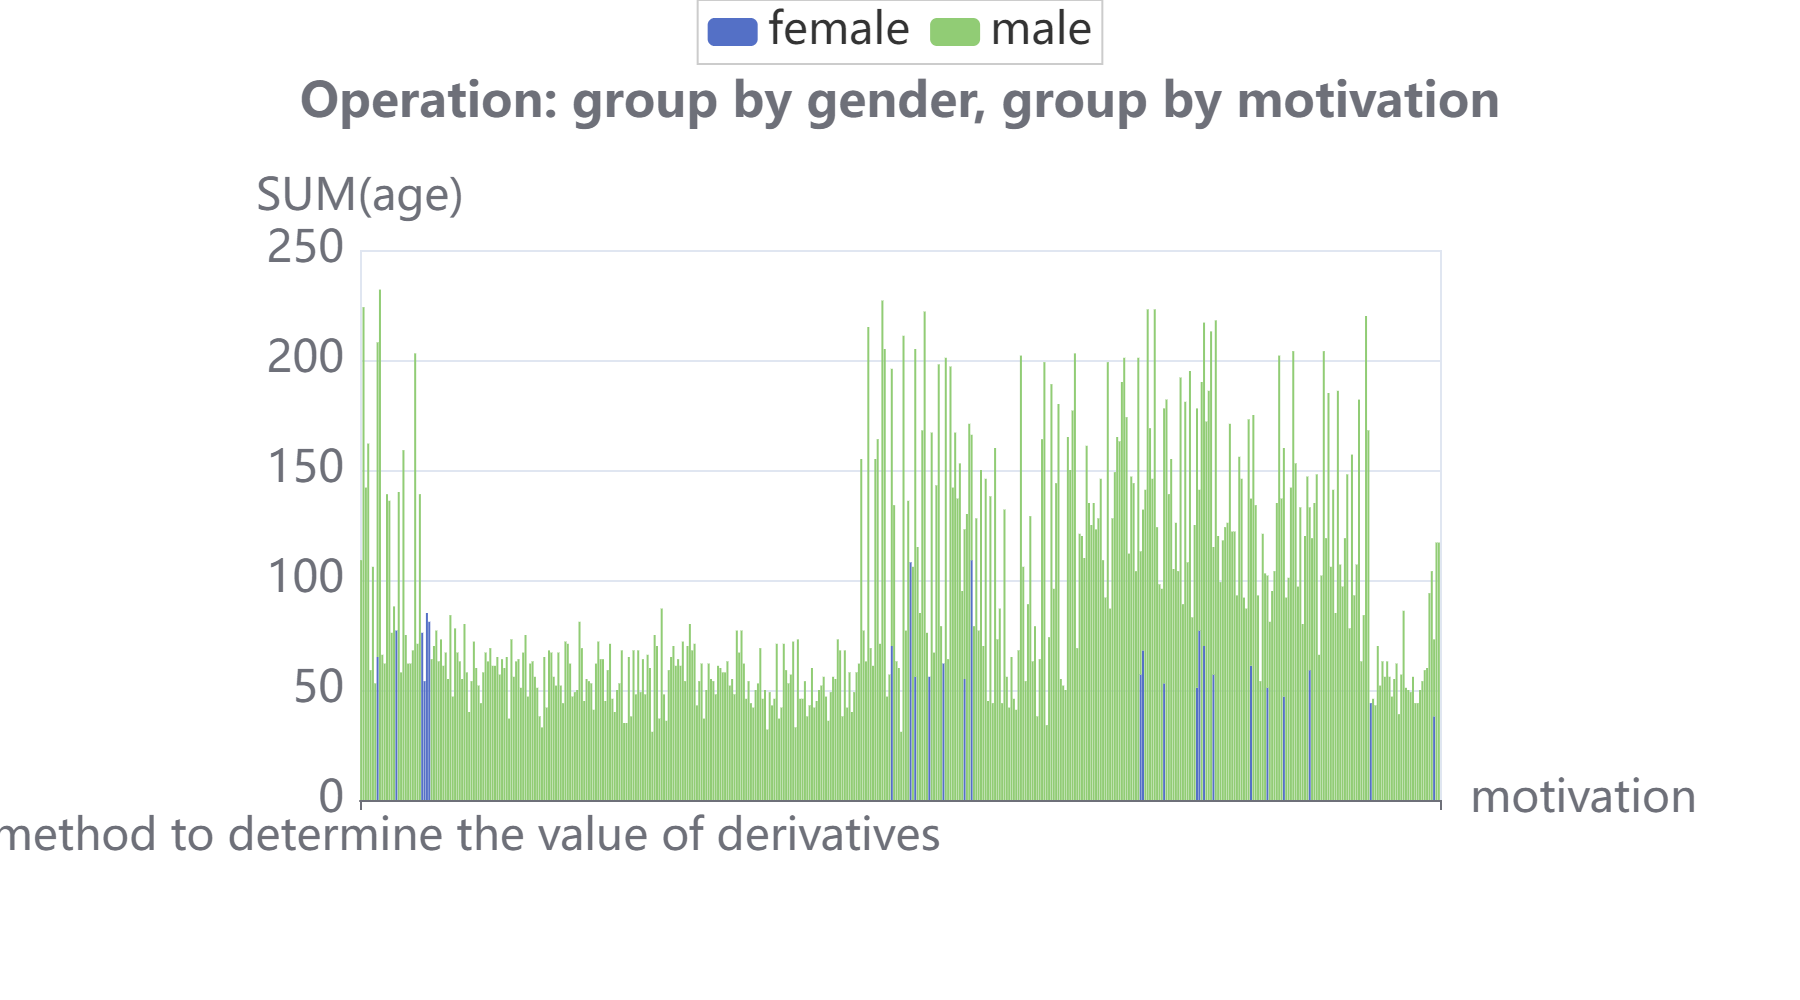 female male
Operation: group by gender, group by motivation
SUM(age)
250
200
150
100
50
0
motivation
method to determine the value of derivatives